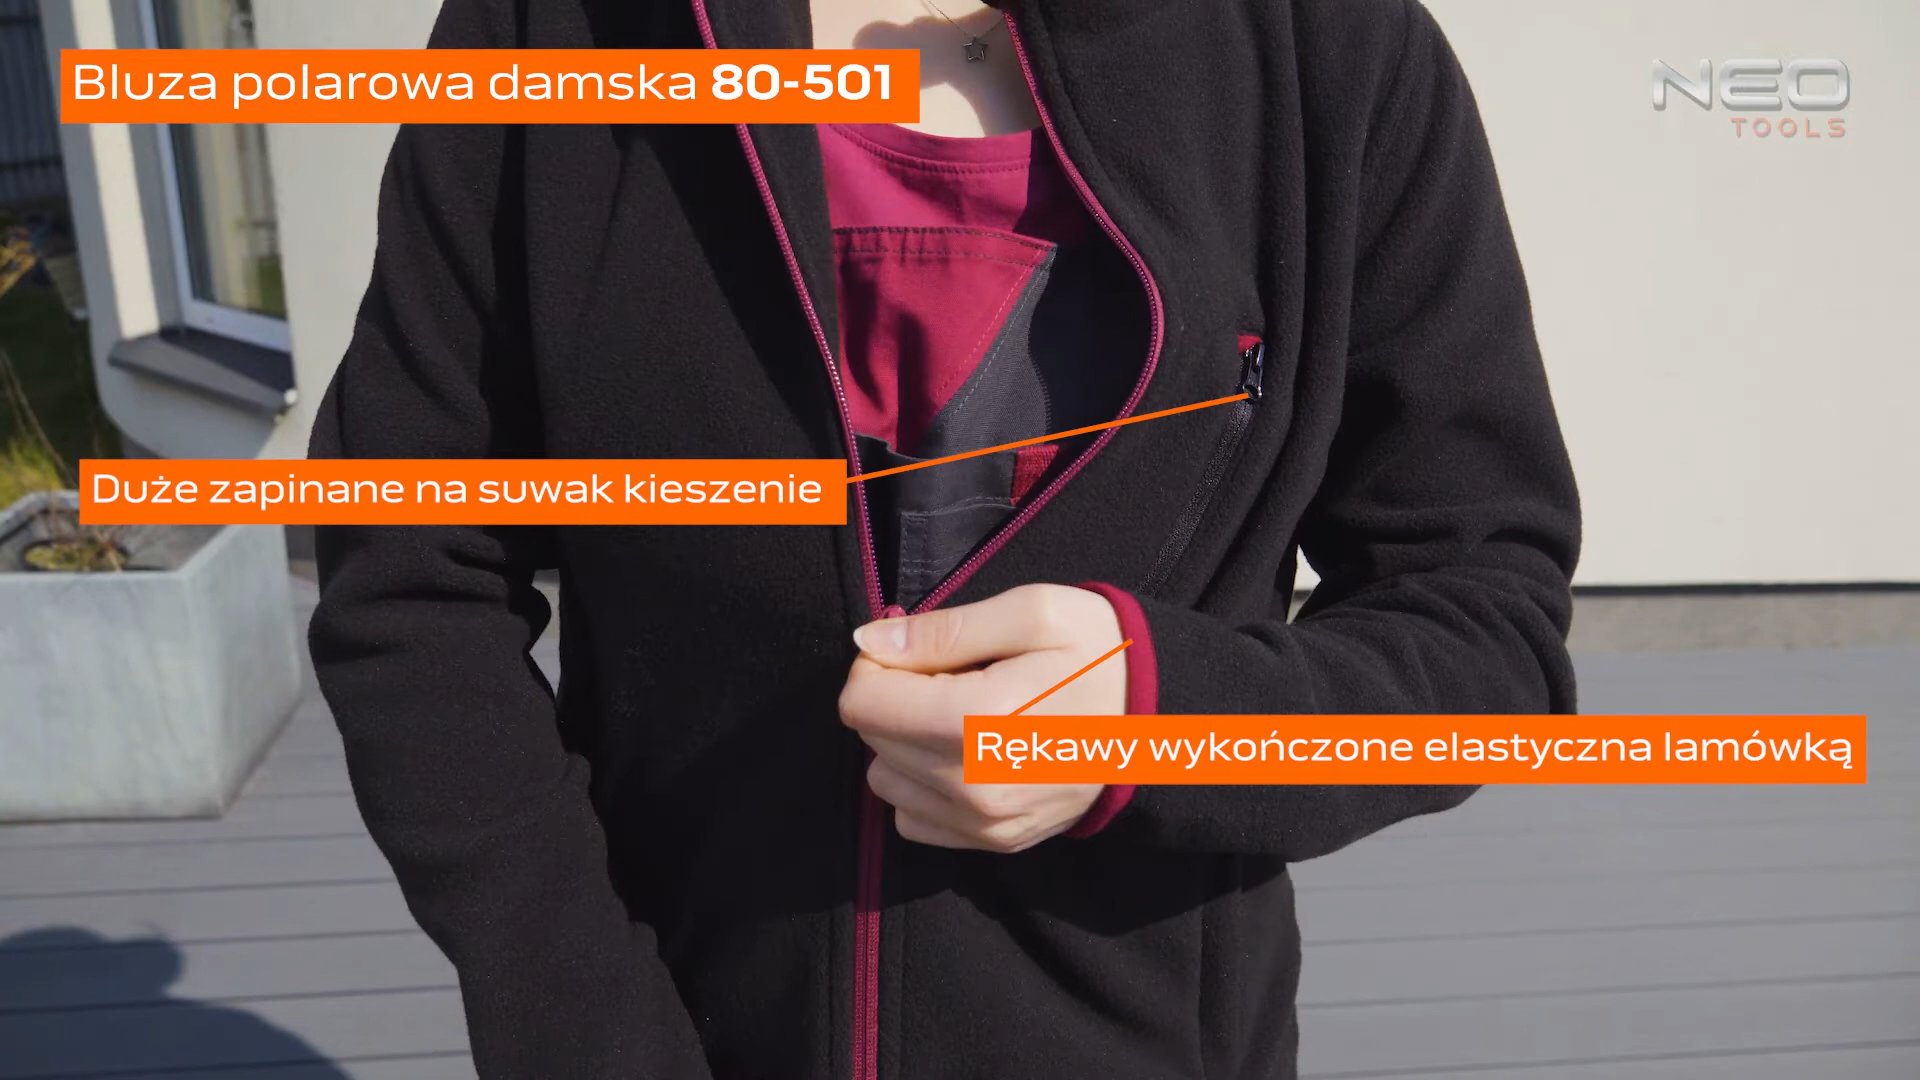 Bluza polarowa damska 80-501
NEO
TOOLS
Duże zapinane na suwak kieszenie
Rękawy wykończone elastyczna lamówką